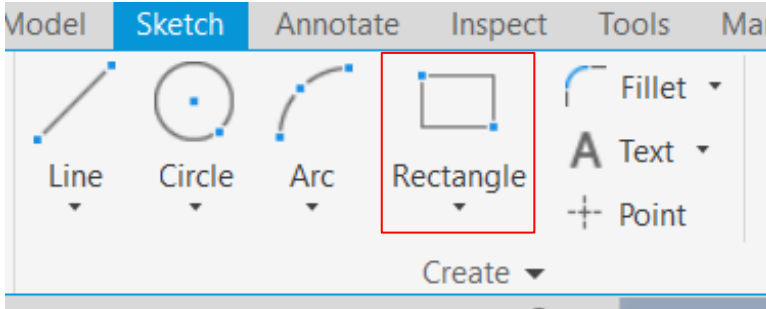 Model Sketch Annotate Inspect Tools
Line Circle Arc Rectangle
Fillet
Text
Point
Create